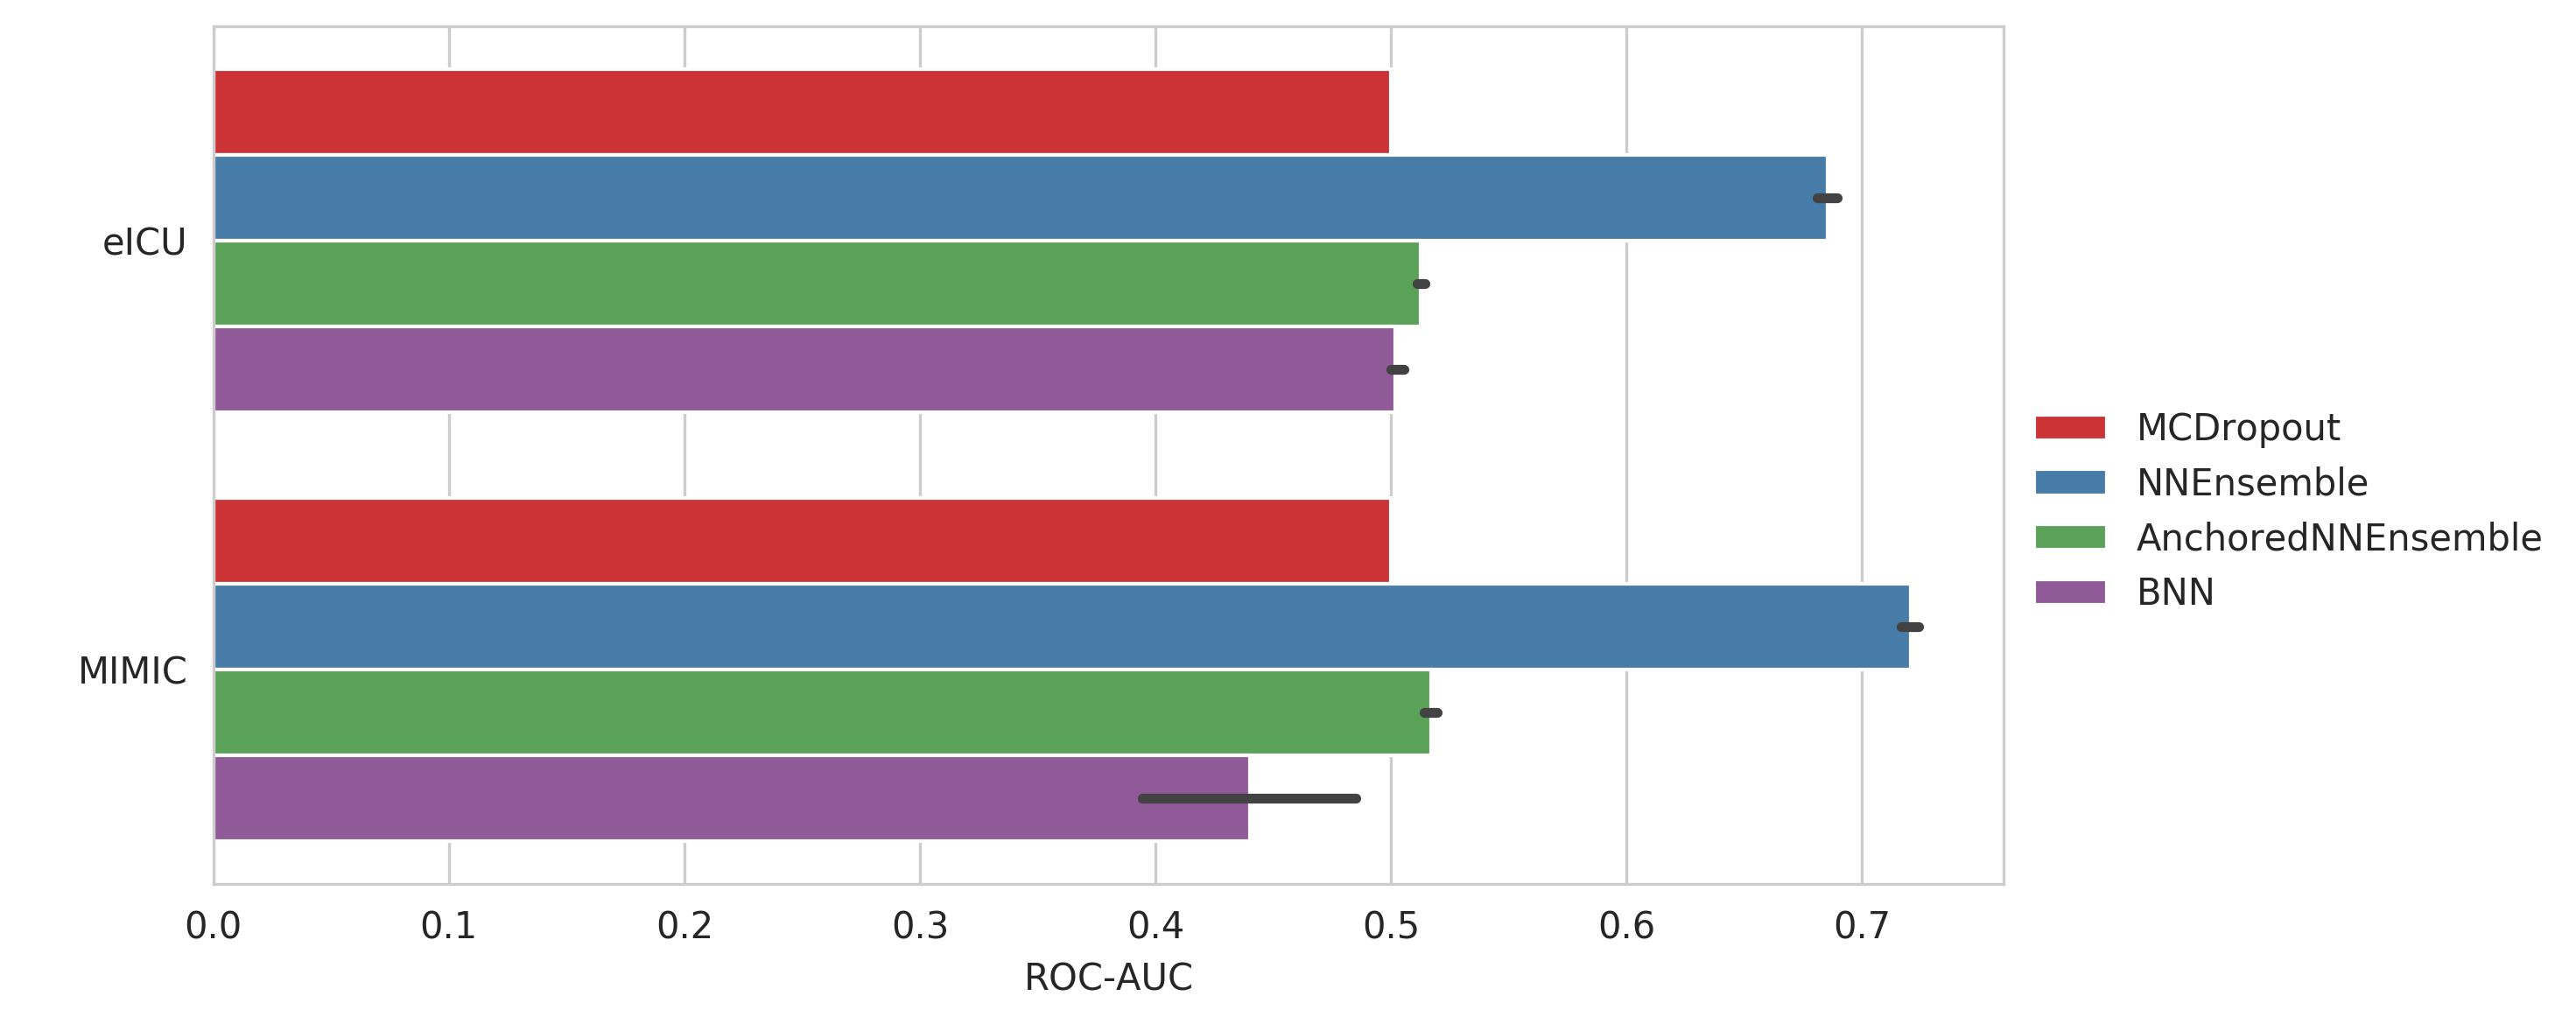 eICU
MIMIC
0.0 0.1 0.2 0.3 0.4 0.5 0.6 0.7
ROC-AUC
MCDropout
NNEnsemble
AnchoredNNEnsemble
BNN